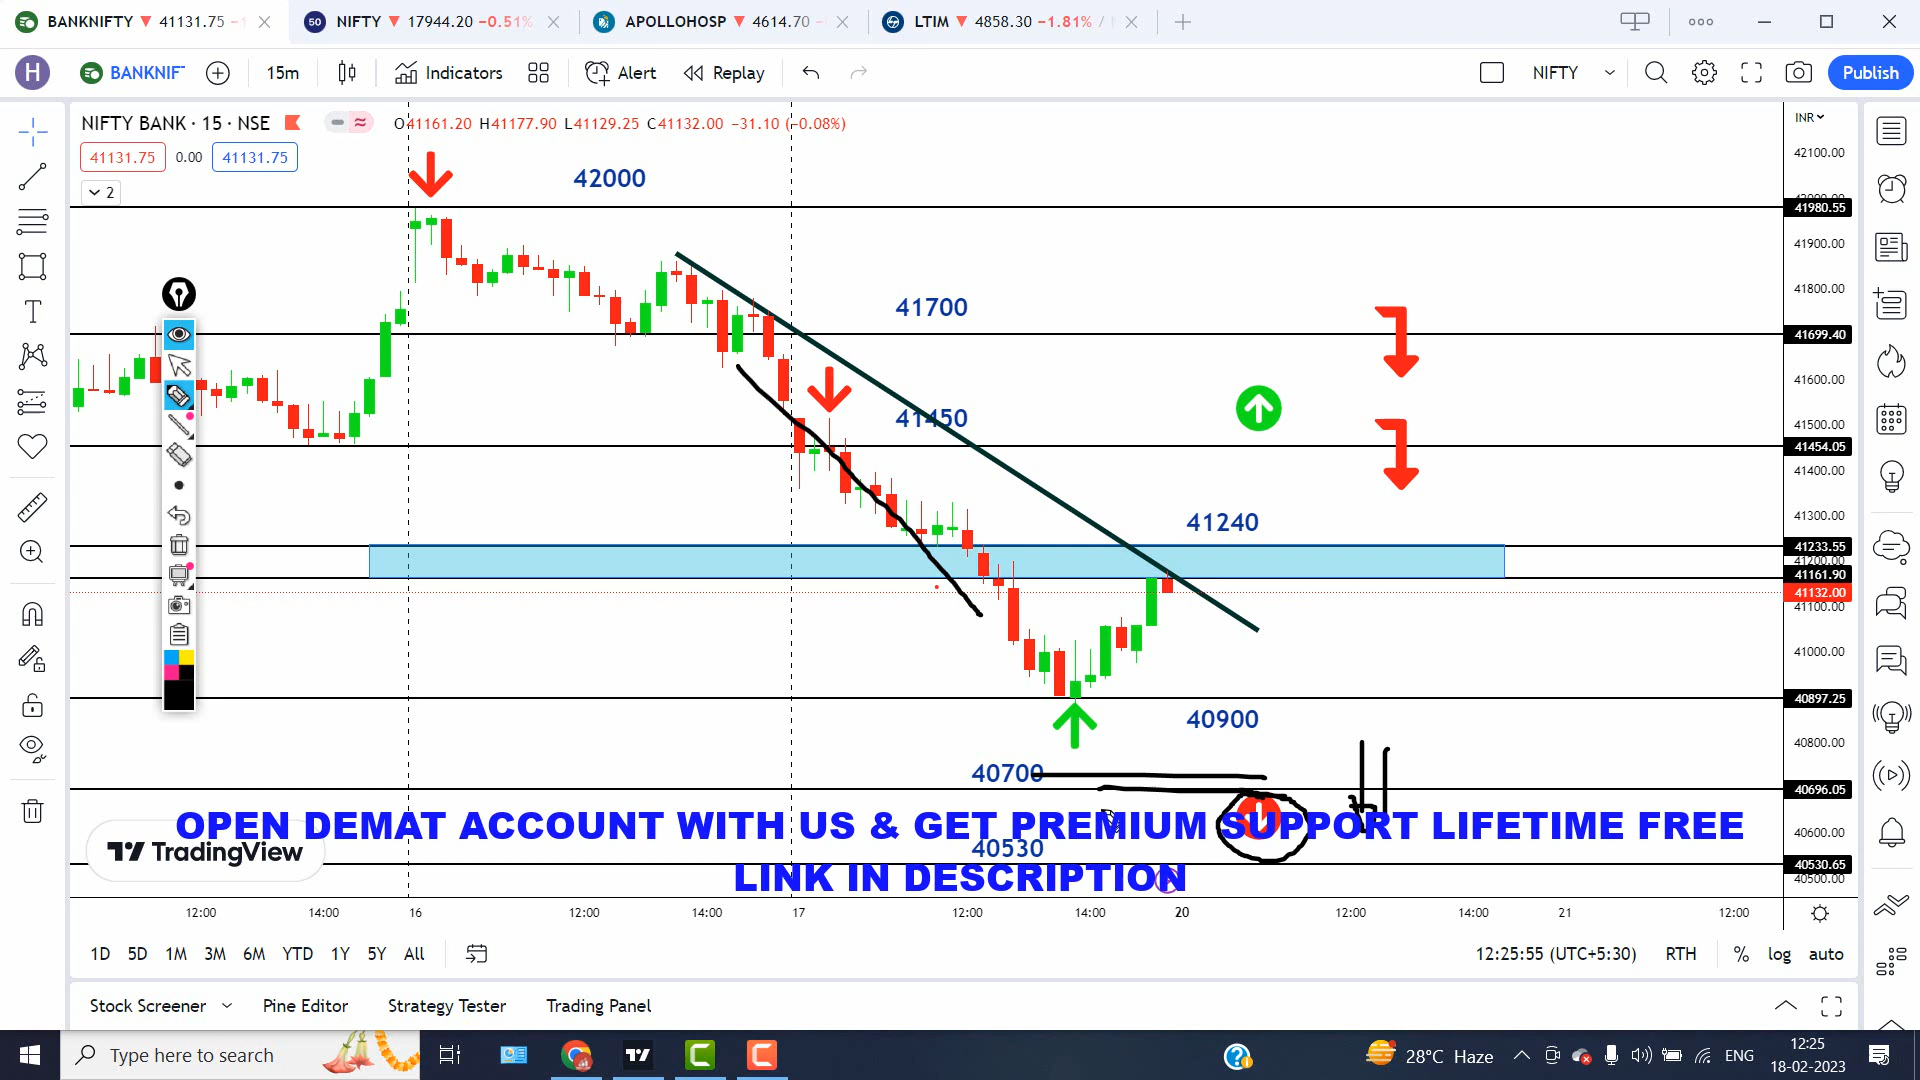 BANKNIFTY ▼ 41131.75
NIFTY ▼ 17944.20 −0.51%
APOLLOHOSP ▼ 4614.70
LTIM ▼ 4858.30 −1.81% /
H
BANKNIFT
15m
Indicators
Alert
Replay
NIFTY
Publish
NIFTY BANK · 15 · NSE
O41161.20 H41177.90 L41129.25 C41132.00 −31.10 (−0.08%)
INR
41131.75
0.00
41131.75
2
42000
41700
41450
41240
40900
40700
40530
42100.00
41980.55
41900.00
41800.00
41699.40
41600.00
41500.00
41454.05
41400.00
41300.00
41233.55
41200.00
41161.90
41132.00
41100.00
41000.00
40897.25
40800.00
40696.05
40600.00
40530.65
40500.00
OPEN DEMAT ACCOUNT WITH US & GET PREMIUM SUPPORT LIFETIME FREE
LINK IN DESCRIPTION
TradingView
12:00 14:00 16 12:00 14:00 17 12:00 14:00 20 12:00 14:00 21 12:00
1D 5D 1M 3M 6M YTD 1Y 5Y All
12:25:55 (UTC+5:30) RTH % log auto
Stock Screener Pine Editor Strategy Tester Trading Panel
Type here to search
28°C Haze
ENG
12:25
18-02-2023